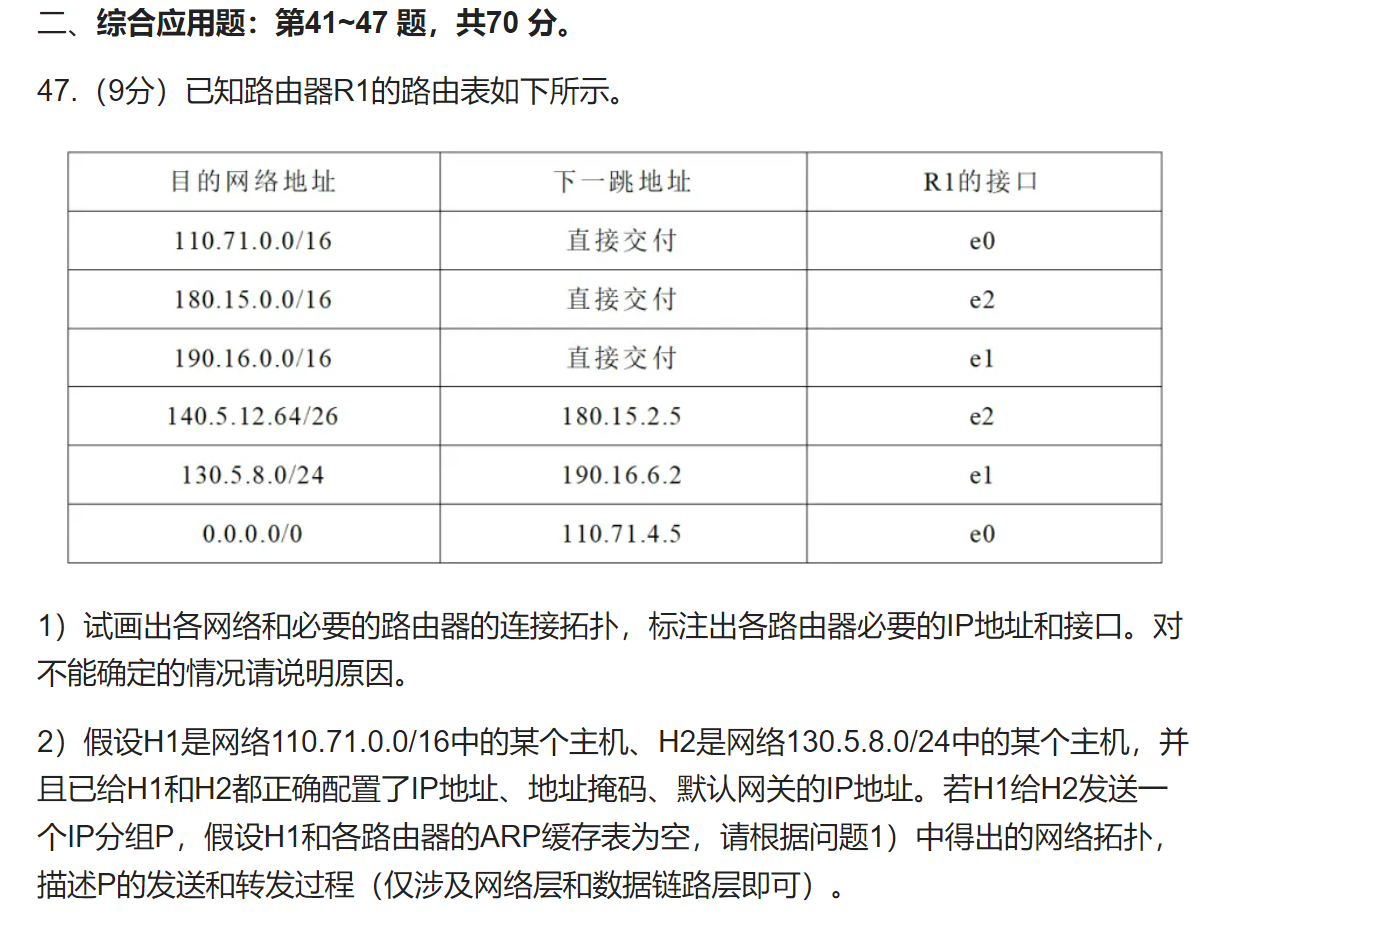 二、综合应用题：第41~47 题，共70 分。
47.（9分）已知路由器R1的路由表如下所示。
目的网络地址 下一跳地址 R1的接口
110.71.0.0/16 直接交付 e0
180.15.0.0/16 直接交付 e2
190.16.0.0/16 直接交付 e1
140.5.12.64/26 180.15.2.5 e2
130.5.8.0/24 190.16.6.2 e1
0.0.0.0/0 110.71.4.5 e0
1）试画出各网络和必要的路由器的连接拓扑，标注出各路由器必要的IP地址和接口。对
不能确定的情况请说明原因。
2）假设H1是网络110.71.0.0/16中的某个主机、H2是网络130.5.8.0/24中的某个主机，并
且已给H1和H2都正确配置了IP地址、地址掩码、默认网关的IP地址。若H1给H2发送一
个IP分组P，假设H1和各路由器的ARP缓存表为空，请根据问题1）中得出的网络拓扑，
描述P的发送和转发过程（仅涉及网络层和数据链路层即可）。